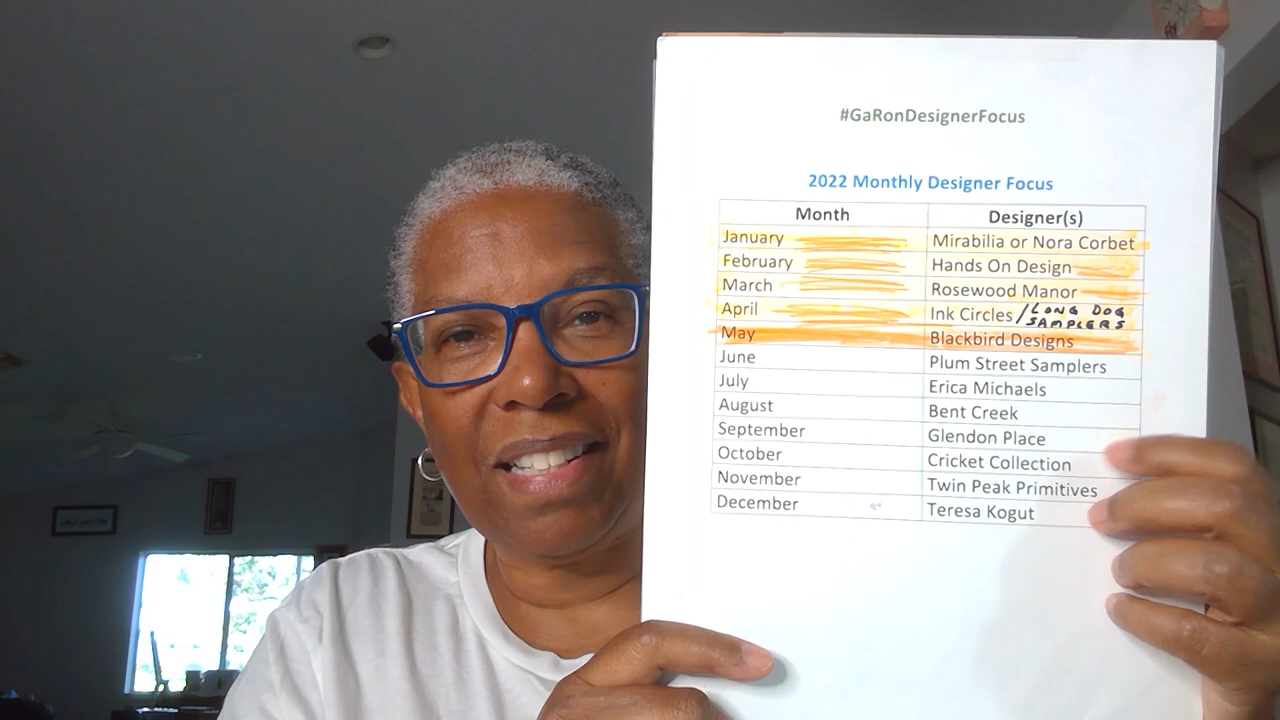 #GaRonDesignerFocus
2022 Monthly Designer Focus
Month Designer(s)
January Mirabilia or Nora Corbet
February Hands On Design
March Rosewood Manor
April Ink Circles /LONG DOG SAMPLERS
May Blackbird Designs
June Plum Street Samplers
July Erica Michaels
August Bent Creek
September Glendon Place
October Cricket Collection
November Twin Peak Primitives
December Teresa Kogut